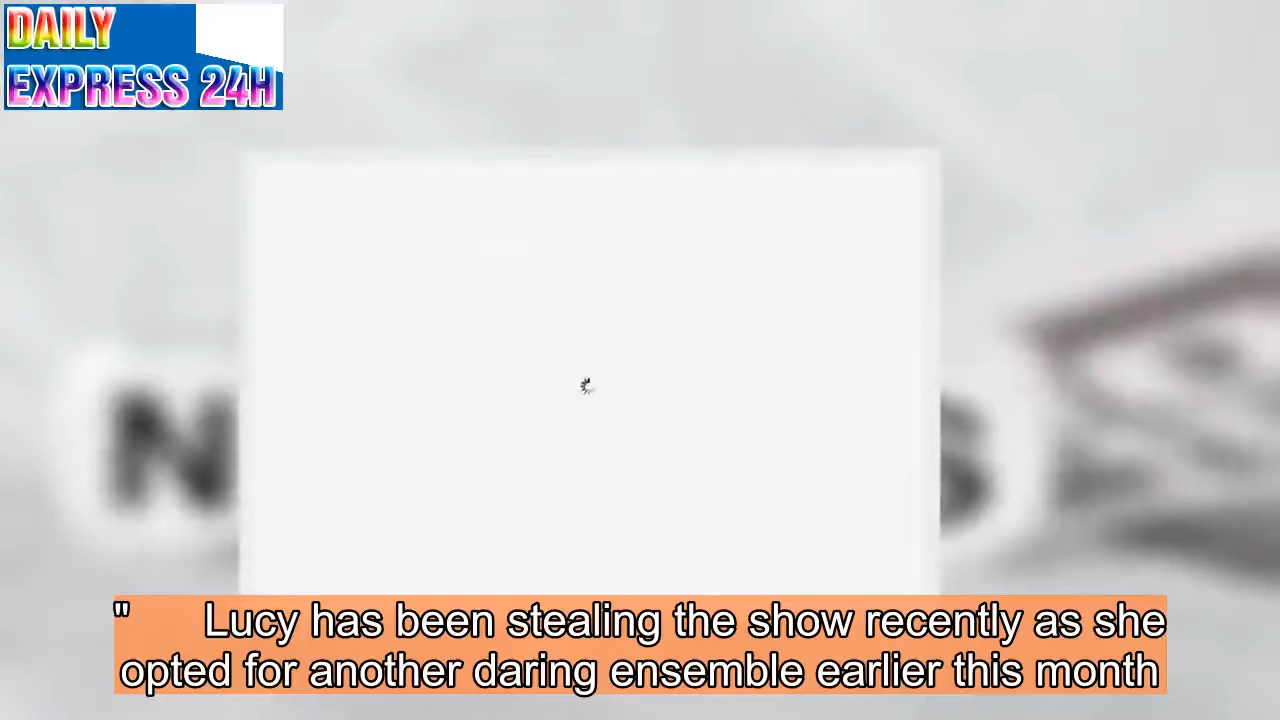 DAILY
EXPRESS 24H
N S
" Lucy has been stealing the show recently as she
opted for another daring ensemble earlier this month